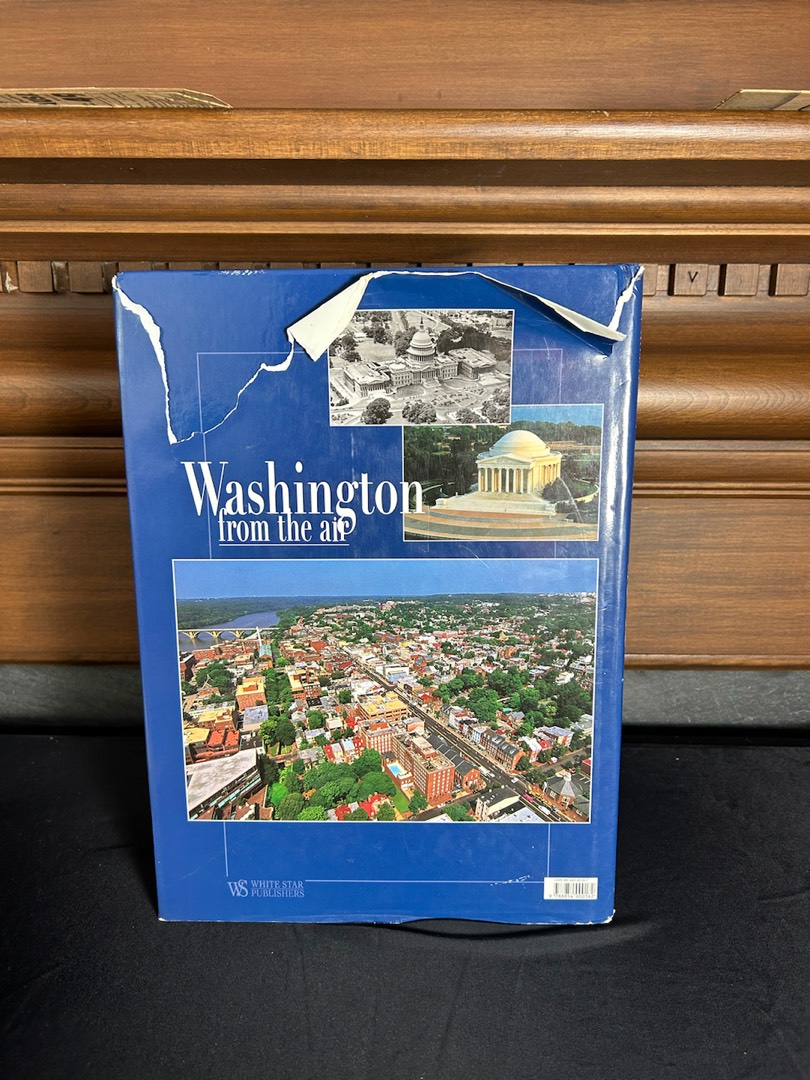 Washington
from the air
WS WHITE STAR
PUBLISHERS
V